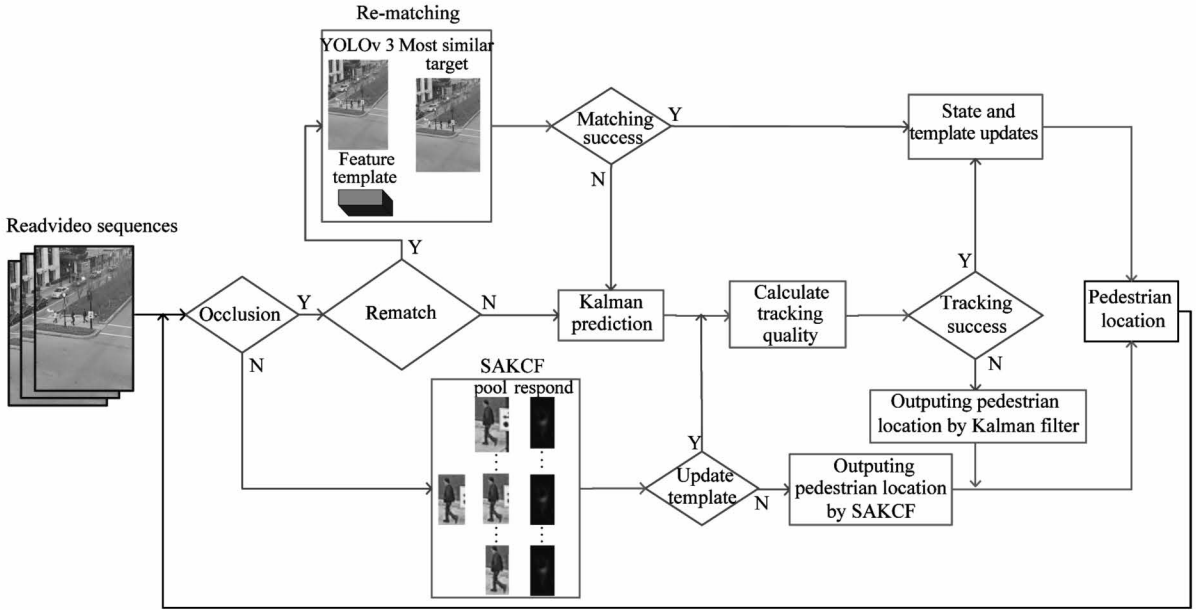 Re-matching
YOLOv 3 Most similar
target
Feature
template
Matching
success
Y
N
State and
template updates
Readvideo sequences
Occlusion
Y
N
Rematch
Y
N
Kalman
prediction
Calculate
tracking
quality
Tracking
success
Y
N
Pedestrian
location
SAKCF
pool respond
Update
template
Y
N
Outputing pedestrian
location by Kalman filter
Outputing
pedestrian location
by SAKCF